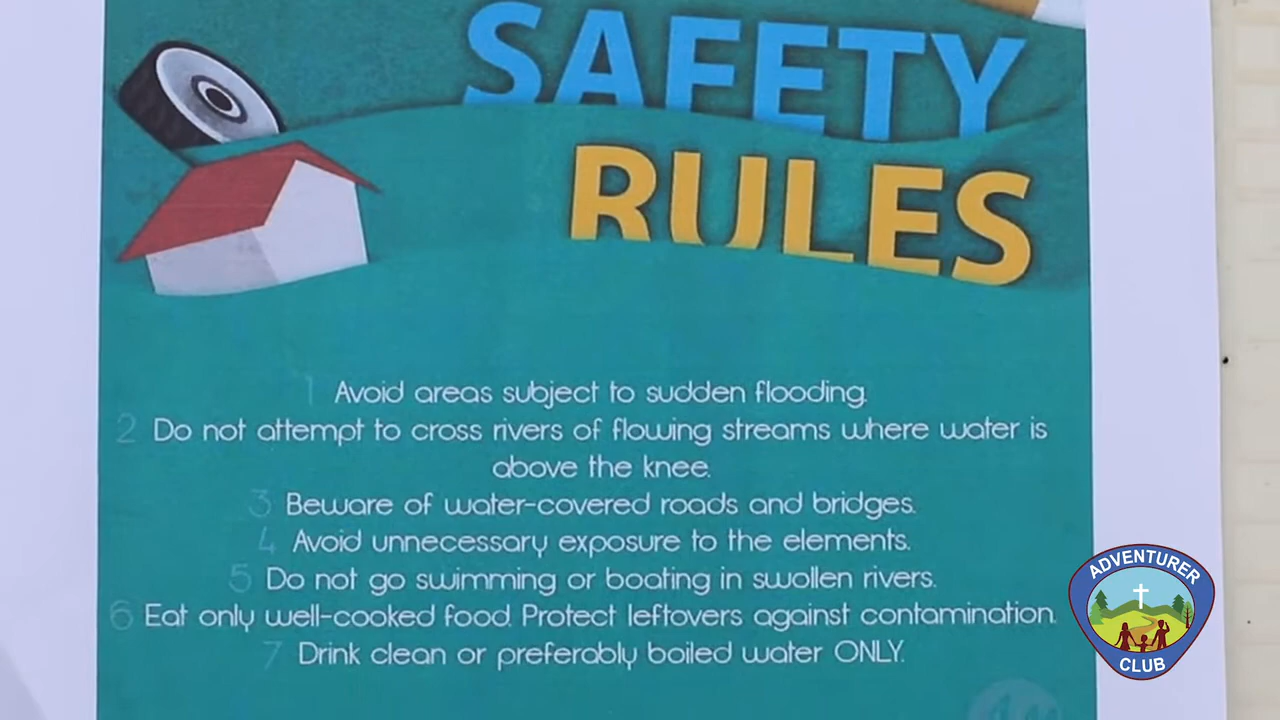 SAFETY
RULES
1 Avoid areas subject to sudden flooding.
2 Do not attempt to cross rivers of flowing streams where water is
above the knee.
3 Beware of water-covered roads and bridges.
4 Avoid unnecessary exposure to the elements.
5 Do not go swimming or boating in swollen rivers.
6 Eat only well-cooked food. Protect leftovers against contamination.
7 Drink clean or preferably boiled water ONLY.
ADVENTURER
CLUB